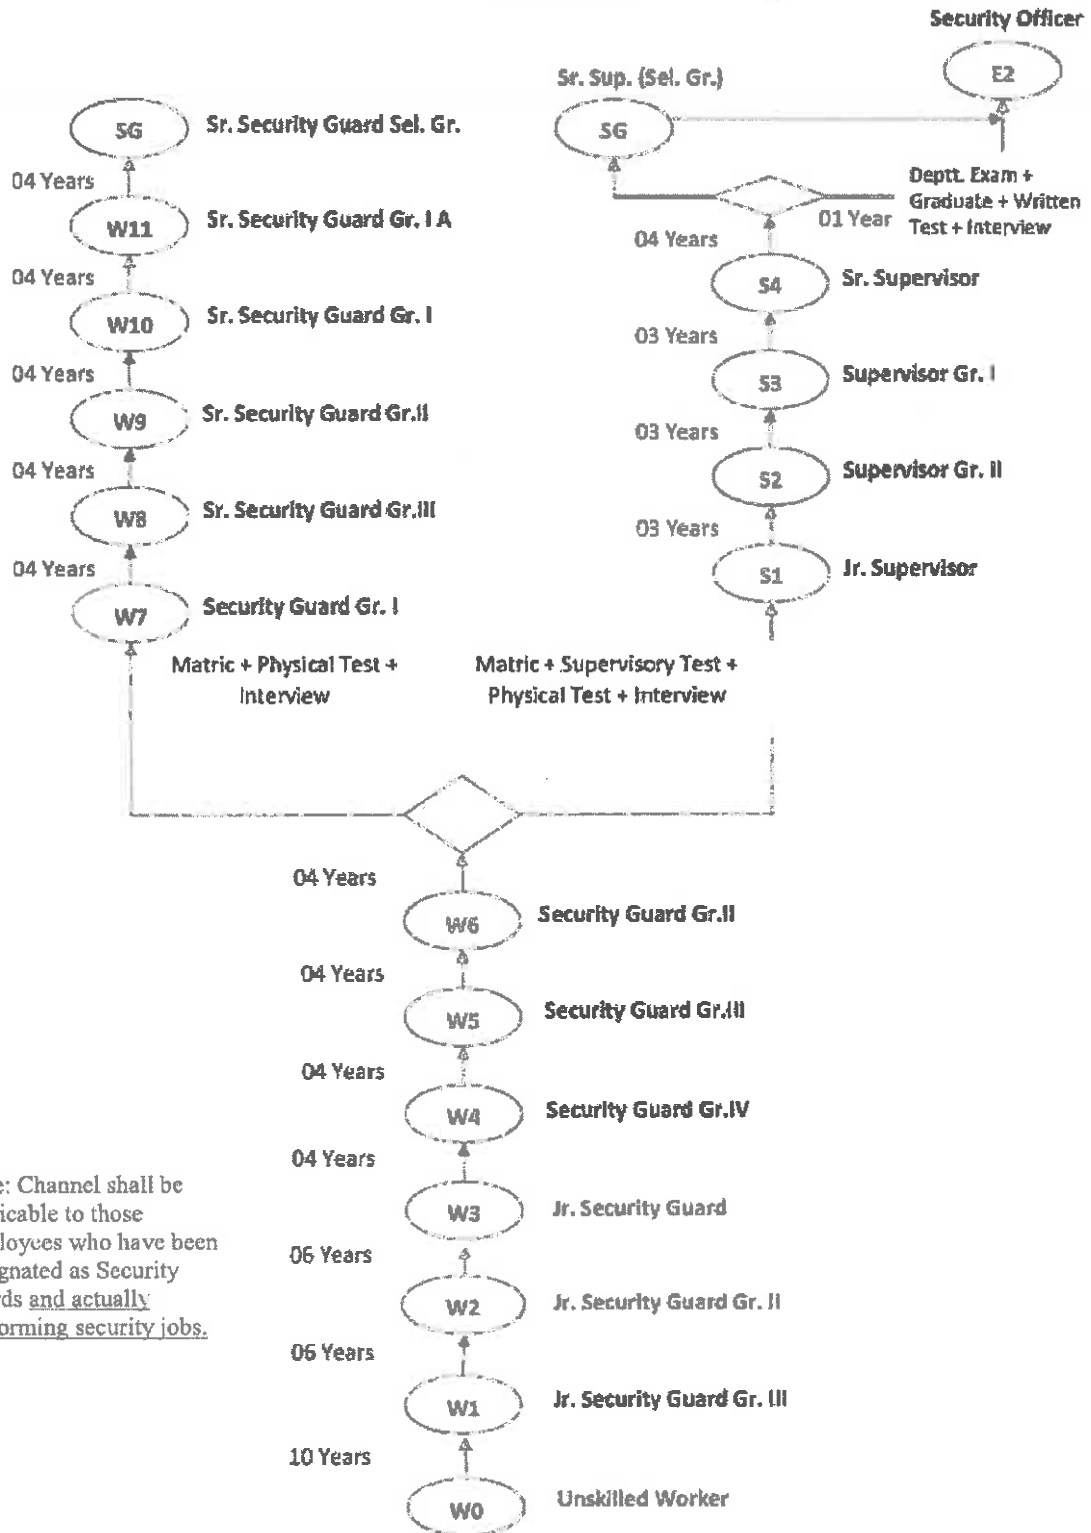 Security Officer
E2
Sr. Sup. (Sel. Gr.)
SG
SG
Sr. Security Guard Sel. Gr.
04 Years
Deptt. Exam +
Graduate + Written
Test + Interview
01 Year
W11
Sr. Security Guard Gr. I A
04 Years
S4
Sr. Supervisor
04 Years
W10
Sr. Security Guard Gr. I
03 Years
S3
Supervisor Gr. I
04 Years
W9
Sr. Security Guard Gr.II
03 Years
S2
Supervisor Gr. II
04 Years
W8
Sr. Security Guard Gr.III
03 Years
S1
Jr. Supervisor
04 Years
W7
Security Guard Gr. I
Matric + Physical Test +
Interview
Matric + Supervisory Test +
Physical Test + Interview
04 Years
W6
Security Guard Gr.II
04 Years
W5
Security Guard Gr.III
04 Years
W4
Security Guard Gr.IV
04 Years
W3
Jr. Security Guard
06 Years
W2
Jr. Security Guard Gr. II
06 Years
W1
Jr. Security Guard Gr. III
10 Years
W0
Unskilled Worker
e: Channel shall be
icable to those
loyees who have been
gnated as Security
rds and actually
orming security jobs.